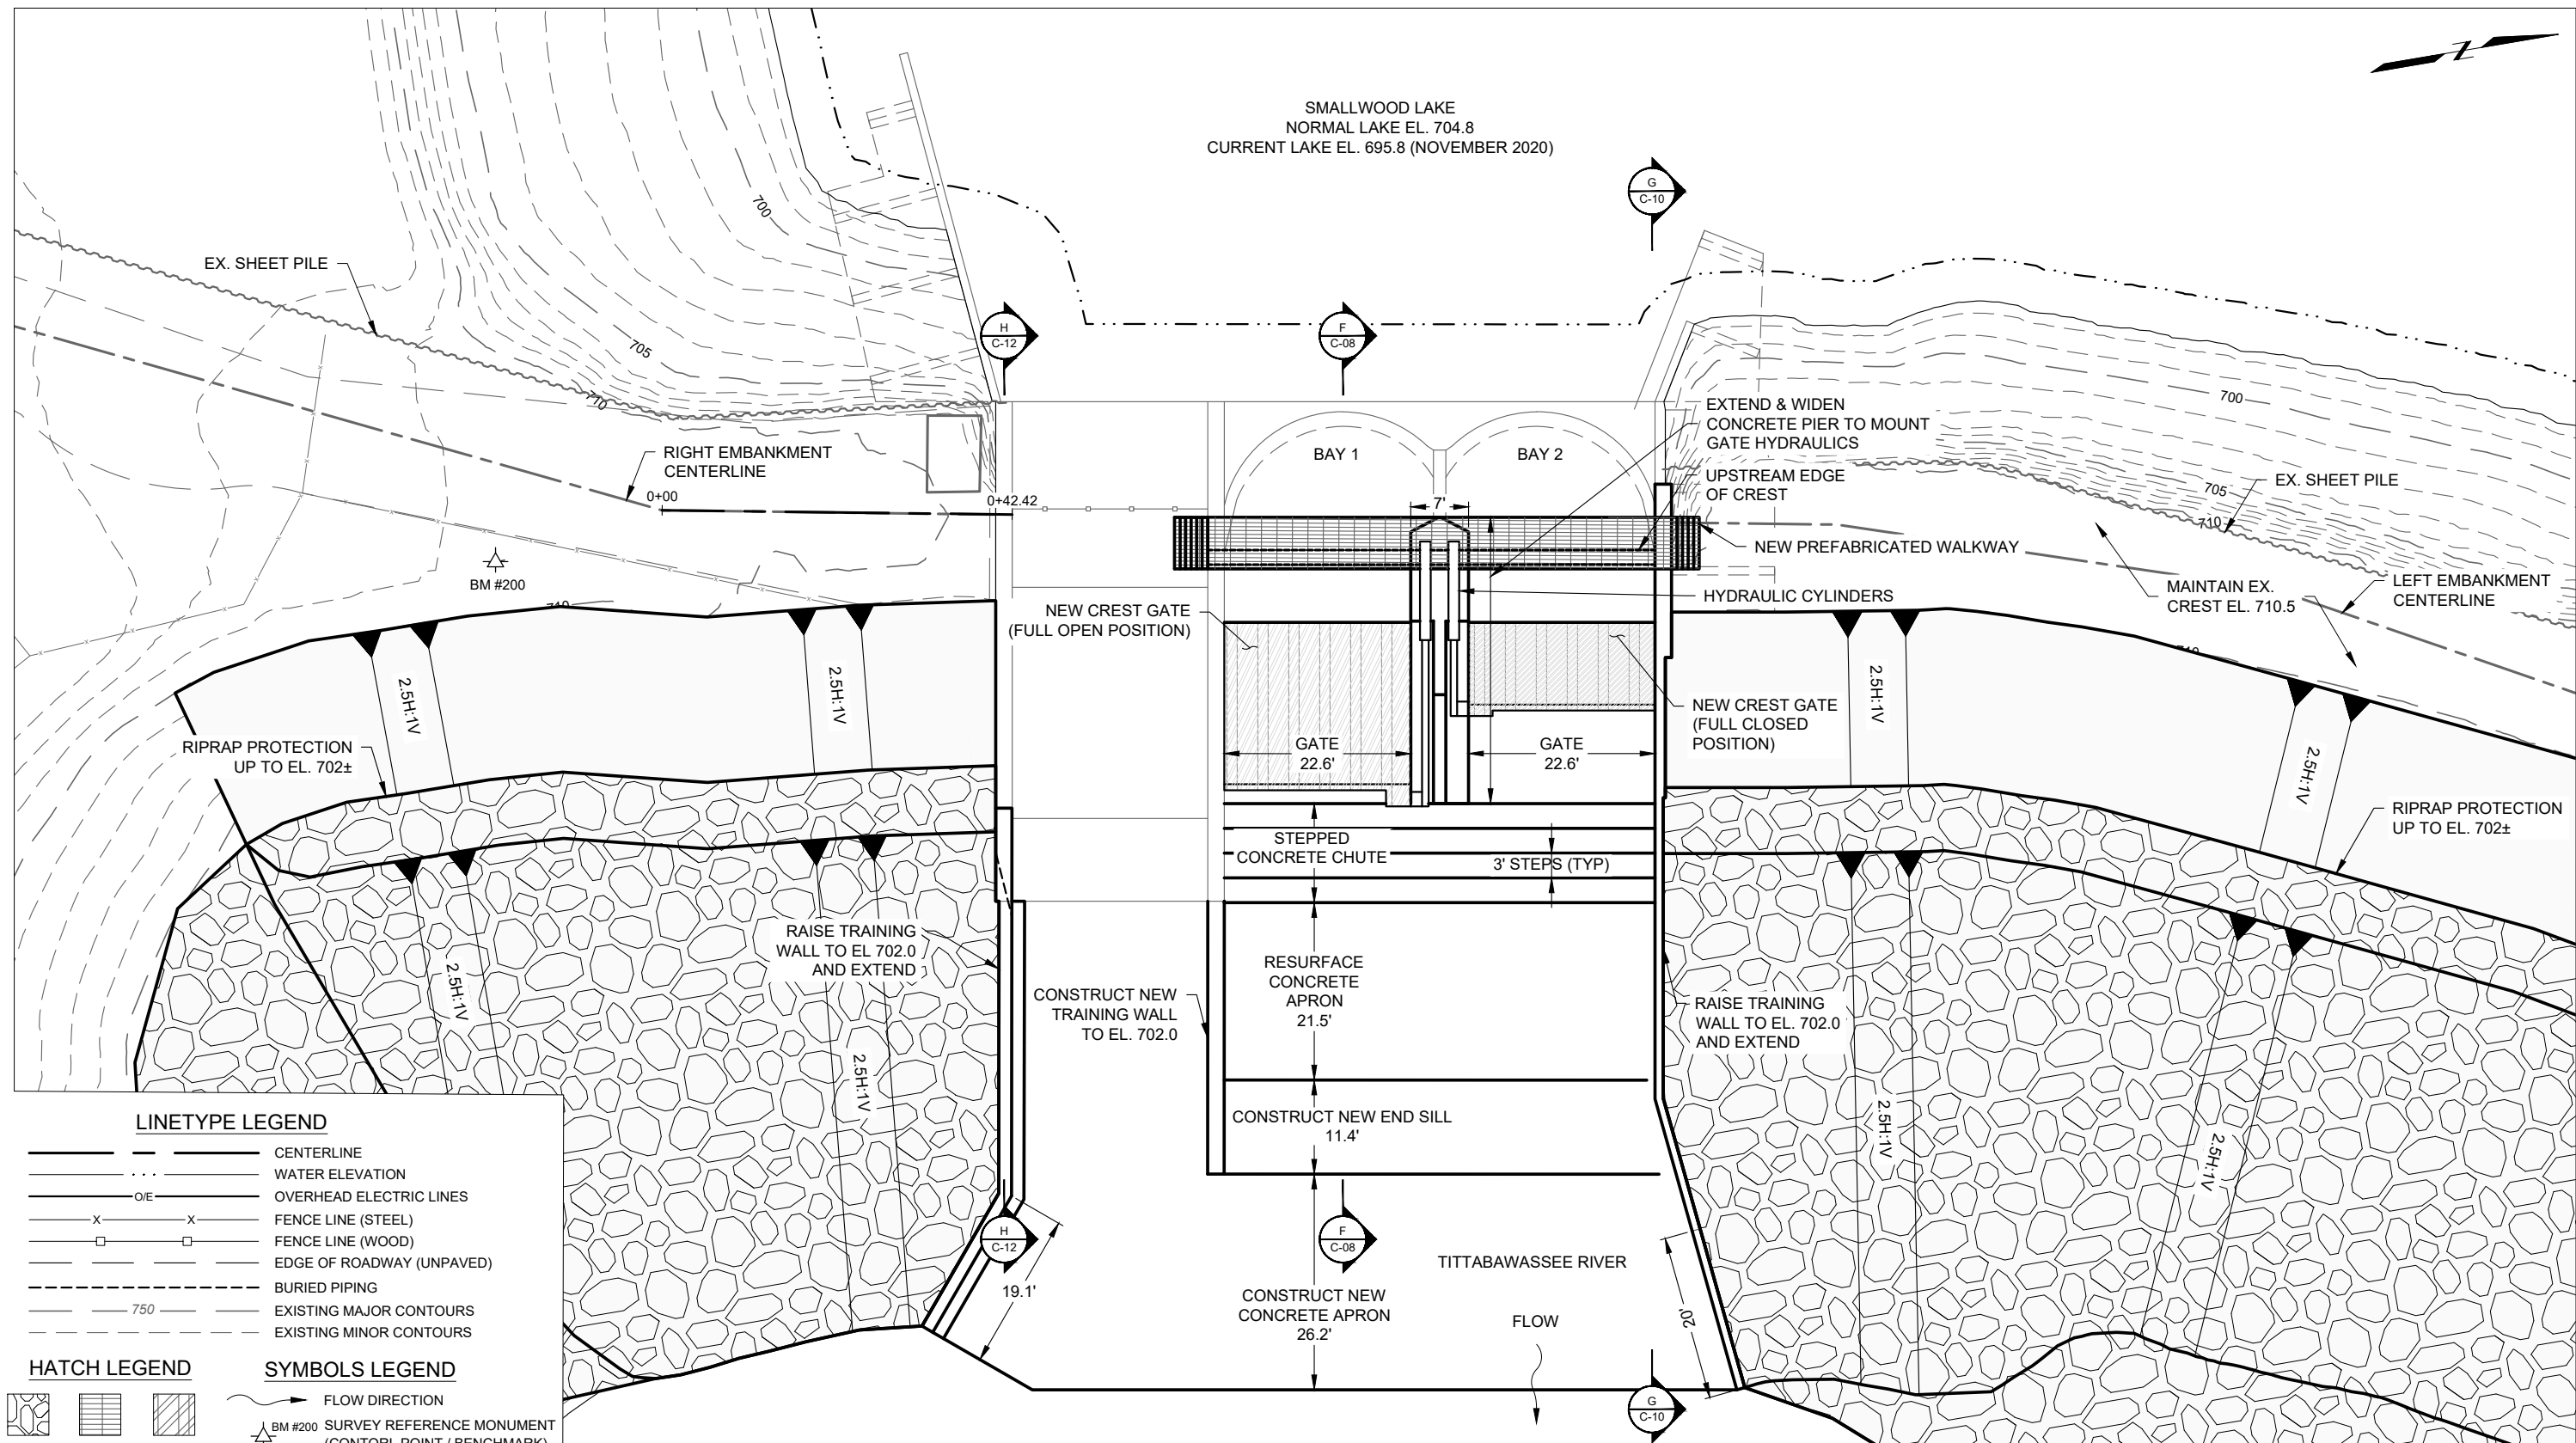 SMALLWOOD LAKE
NORMAL LAKE EL. 704.8
CURRENT LAKE EL. 695.8 (NOVEMBER 2020)
N
G
C-10
H
C-12
F
C-08
EX. SHEET PILE
700
705
710
RIGHT EMBANKMENT
CENTERLINE
0+00
0+42.42
BM #200
BAY 1
BAY 2
7'
EXTEND & WIDEN
CONCRETE PIER TO MOUNT
GATE HYDRAULICS
UPSTREAM EDGE
OF CREST
NEW PREFABRICATED WALKWAY
HYDRAULIC CYLINDERS
700
705
710
EX. SHEET PILE
MAINTAIN EX.
CREST EL. 710.5
LEFT EMBANKMENT
CENTERLINE
NEW CREST GATE
(FULL OPEN POSITION)
NEW CREST GATE
(FULL CLOSED
POSITION)
GATE
22.6'
GATE
22.6'
2.5H:1V
2.5H:1V
2.5H:1V
2.5H:1V
RIPRAP PROTECTION
UP TO EL. 702±
RIPRAP PROTECTION
UP TO EL. 702±
STEPPED
CONCRETE CHUTE
3' STEPS (TYP)
RAISE TRAINING
WALL TO EL 702.0
AND EXTEND
CONSTRUCT NEW
TRAINING WALL
TO EL. 702.0
RESURFACE
CONCRETE
APRON
21.5'
RAISE TRAINING
WALL TO EL. 702.0
AND EXTEND
2.5H:1V
2.5H:1V
2.5H:1V
2.5H:1V
CONSTRUCT NEW END SILL
11.4'
H
C-12
F
C-08
19.1'
TITTABAWASSEE RIVER
CONSTRUCT NEW
CONCRETE APRON
26.2'
FLOW
20'
G
C-10
LINETYPE LEGEND
CENTERLINE
WATER ELEVATION
O/E
OVERHEAD ELECTRIC LINES
X X
FENCE LINE (STEEL)
FENCE LINE (WOOD)
EDGE OF ROADWAY (UNPAVED)
BURIED PIPING
750
EXISTING MAJOR CONTOURS
EXISTING MINOR CONTOURS
HATCH LEGEND
SYMBOLS LEGEND
FLOW DIRECTION
BM #200
SURVEY REFERENCE MONUMENT
(CONTORL POINT / BENCHMARK)